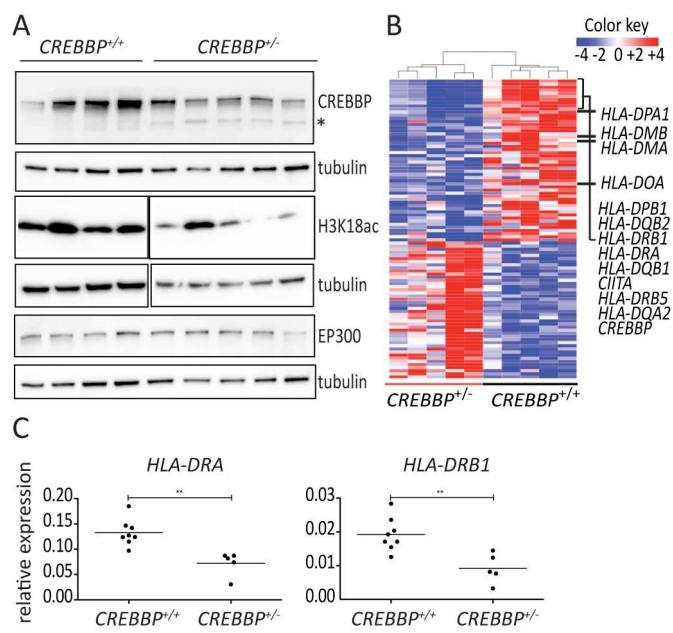 A
CREBBP+/+
CREBBP+/-
CREBBP
*
tubulin
H3K18ac
tubulin
EP300
tubulin
B
Color key
-4 -2 0 +2 +4
HLA-DPA1
HLA-DMB
HLA-DMA
HLA-DOA
HLA-DPB1
HLA-DQB2
HLA-DRB1
HLA-DRA
HLA-DQB1
CIITA
HLA-DRB5
HLA-DQA2
CREBBP
CREBBP+/-
CREBBP+/+
C
relative expression
HLA-DRA
**
0.20
0.15
0.10
0.05
0.00
CREBBP+/+
CREBBP+/-
HLA-DRB1
**
0.03
0.02
0.01
0.00
CREBBP+/+
CREBBP+/-